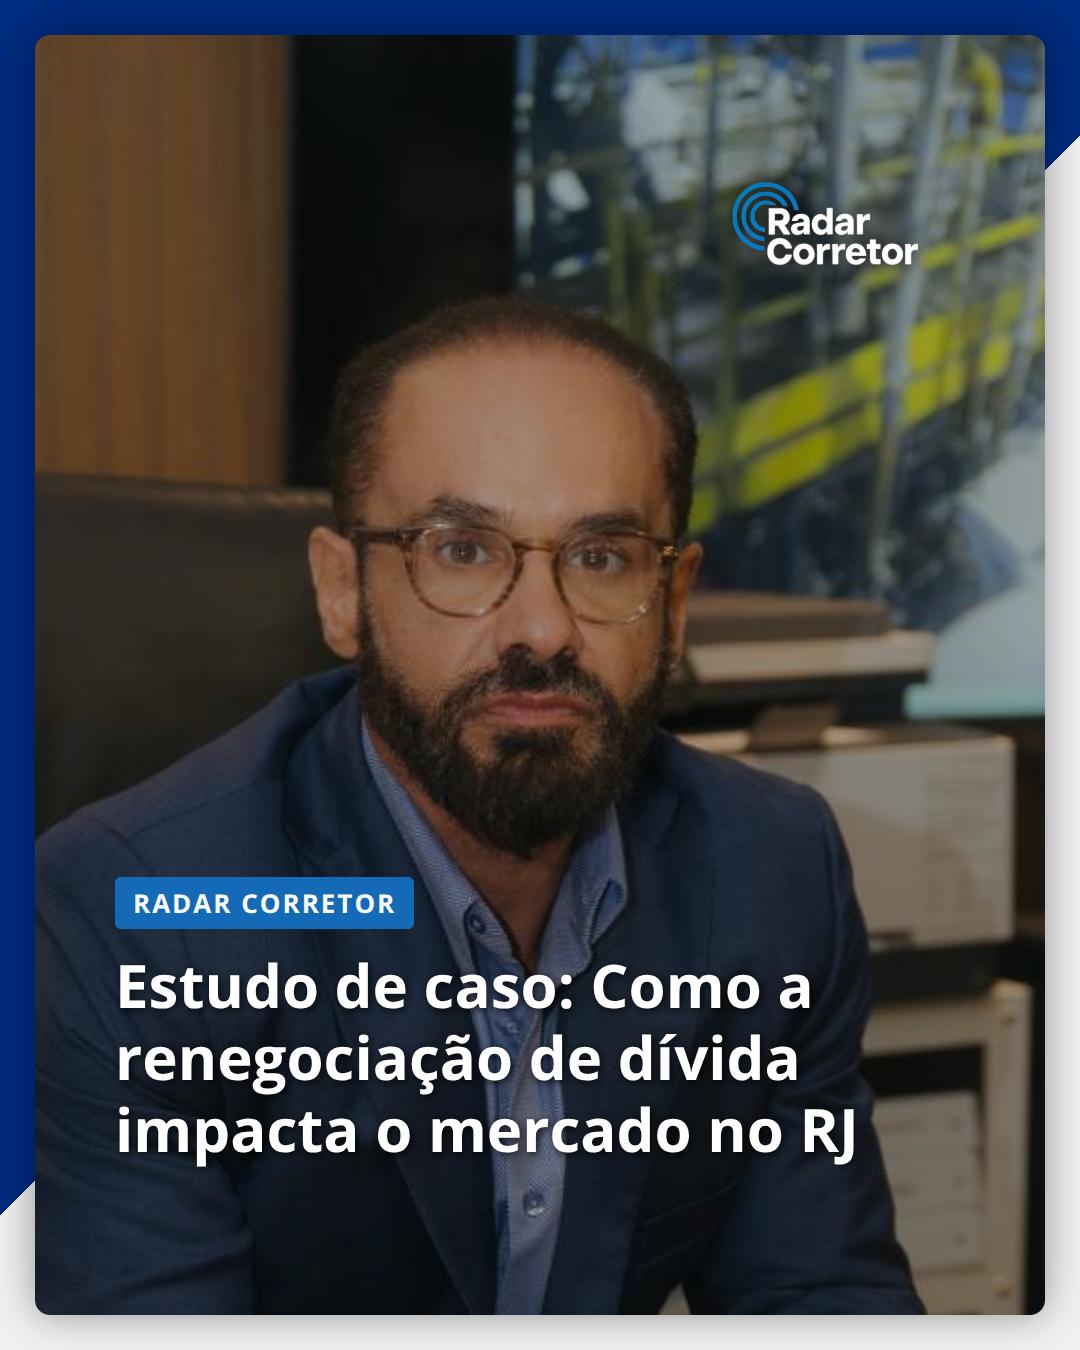 Radar
Corretor
RADAR CORRETOR
Estudo de caso: Como a
renegociação de dívida
impacta o mercado no RJ